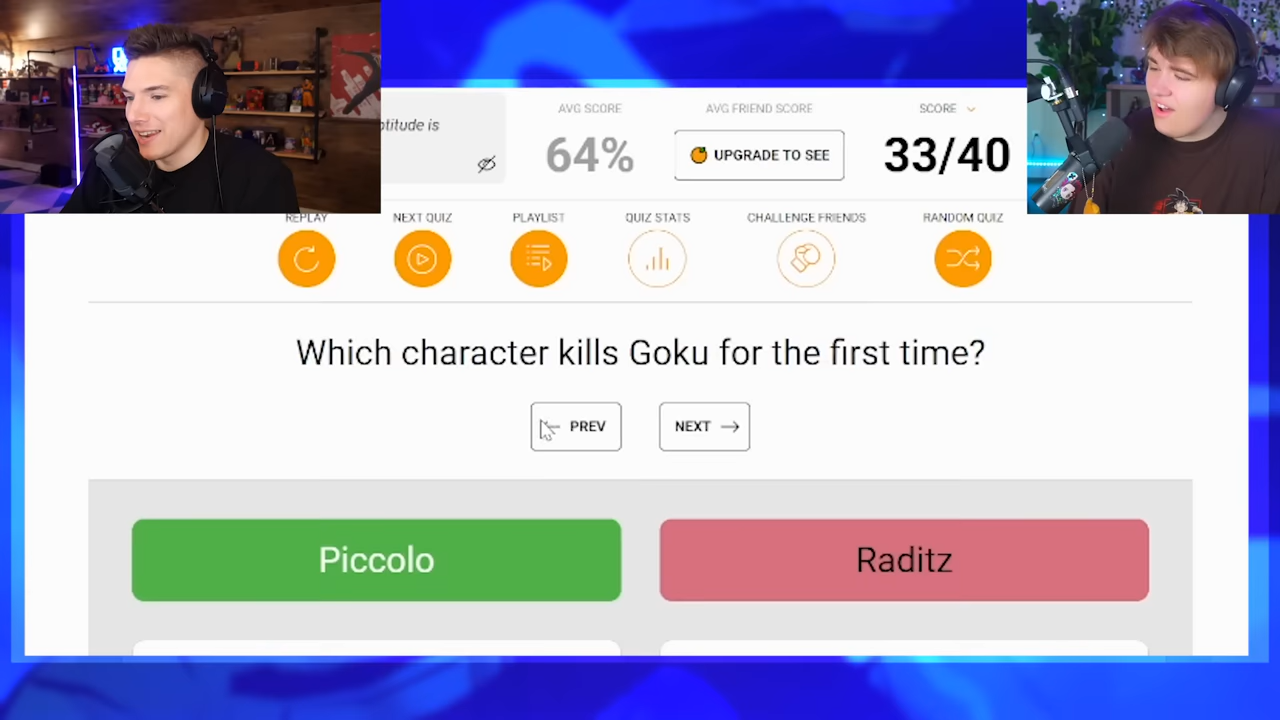 ptitude is
AVG SCORE
64%
AVG FRIEND SCORE
UPGRADE TO SEE
SCORE
33/40
REPLAY
NEXT QUIZ
PLAYLIST
QUIZ STATS
CHALLENGE FRIENDS
RANDOM QUIZ
Which character kills Goku for the first time?
PREV
NEXT
Piccolo
Raditz